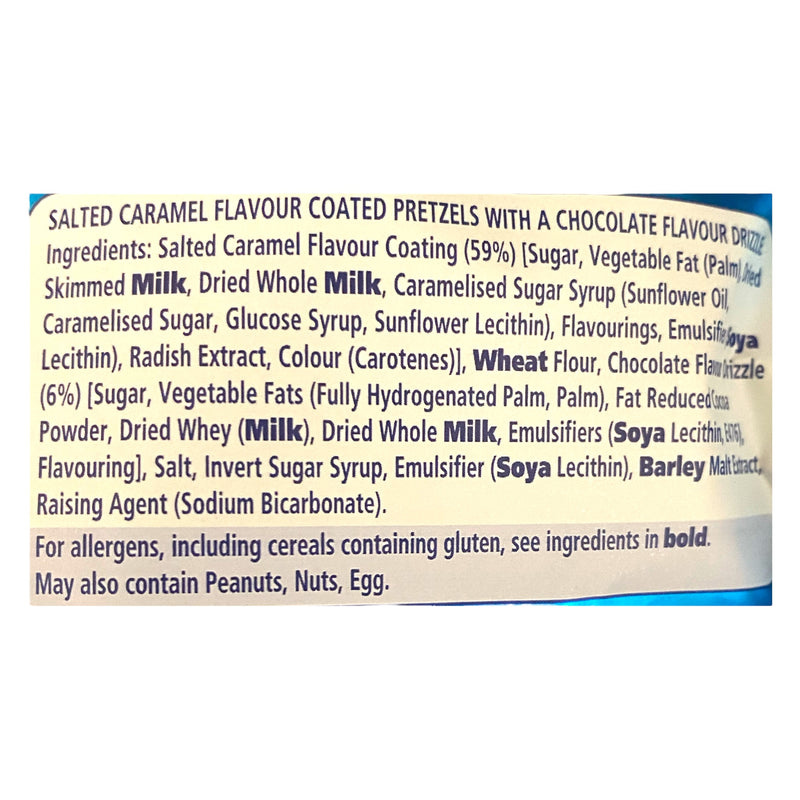 SALTED CARAMEL FLAVOUR COATED PRETZELS WITH A CHOCOLATE FLAVOUR DRIZZLE
Ingredients: Salted Caramel Flavour Coating (59%) [Sugar, Vegetable Fat (Palm), Dried
Skimmed Milk, Dried Whole Milk, Caramelised Sugar Syrup (Sunflower Oil,
Caramelised Sugar, Glucose Syrup, Sunflower Lecithin), Flavourings, Emulsifier (Soya
Lecithin), Radish Extract, Colour (Carotenes)], Wheat Flour, Chocolate Flavour Drizzle
(6%) [Sugar, Vegetable Fats (Fully Hydrogenated Palm, Palm), Fat Reduced Cocoa
Powder, Dried Whey (Milk), Dried Whole Milk, Emulsifiers (Soya Lecithin, E476),
Flavouring], Salt, Invert Sugar Syrup, Emulsifier (Soya Lecithin), Barley Malt Extract,
Raising Agent (Sodium Bicarbonate).
For allergens, including cereals containing gluten, see ingredients in bold.
May also contain Peanuts, Nuts, Egg.